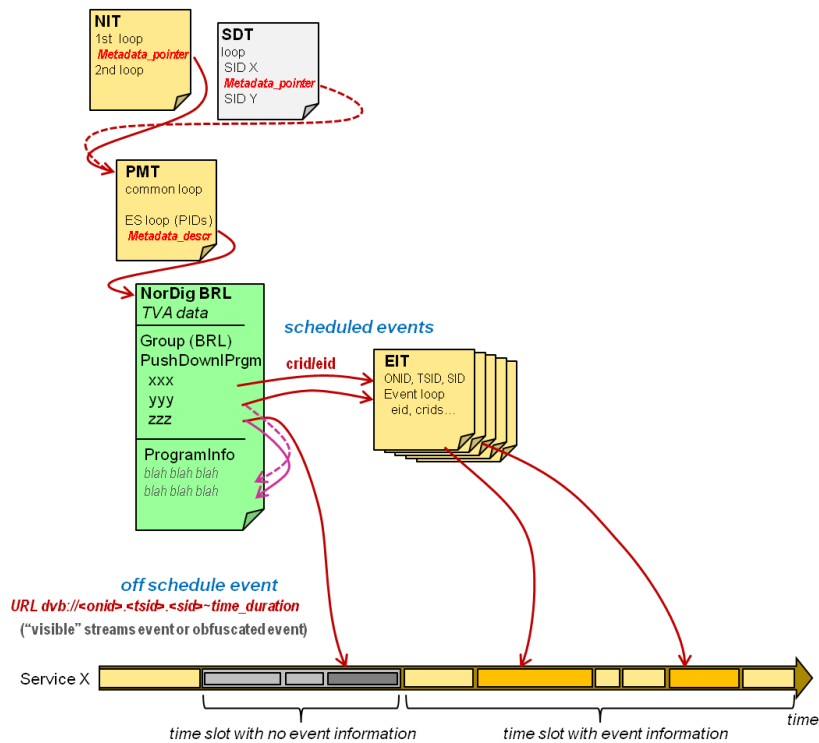 NIT
1st loop
Metadata_pointer
2nd loop
SDT
loop
SID X
Metadata_pointer
SID Y
PMT
common loop
ES loop (PIDs)
Metadata_descr
NorDig BRL
TVA data
Group (BRL)
PushDownlPrgm
xxx
yyy
zzz
ProgramInfo
blah blah blah
blah blah blah
scheduled events
crid/eid
EIT
ONID, TSID, SID
Event loop
eid, crids...
off schedule event
URL dvb://<onid>.<tsid>.<sid>~time_duration
("visible" streams event or obfuscated event)
Service X
time
time slot with no event information
time slot with event information